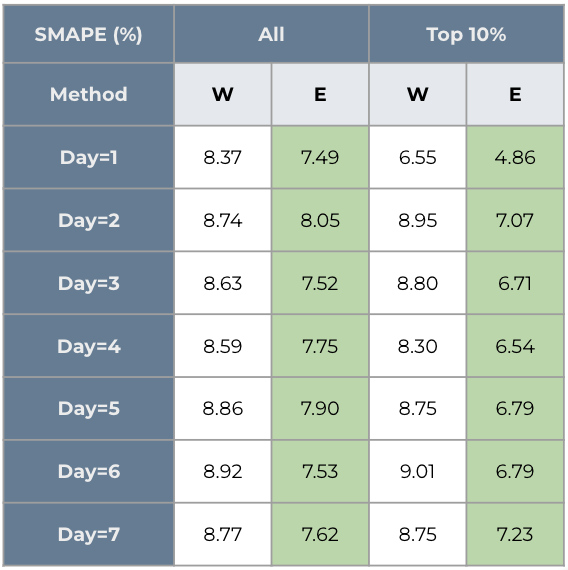 SMAPE (%) All Top 10%
Method W E W E
Day=1 8.37 7.49 6.55 4.86
Day=2 8.74 8.05 8.95 7.07
Day=3 8.63 7.52 8.80 6.71
Day=4 8.59 7.75 8.30 6.54
Day=5 8.86 7.90 8.75 6.79
Day=6 8.92 7.53 9.01 6.79
Day=7 8.77 7.62 8.75 7.23